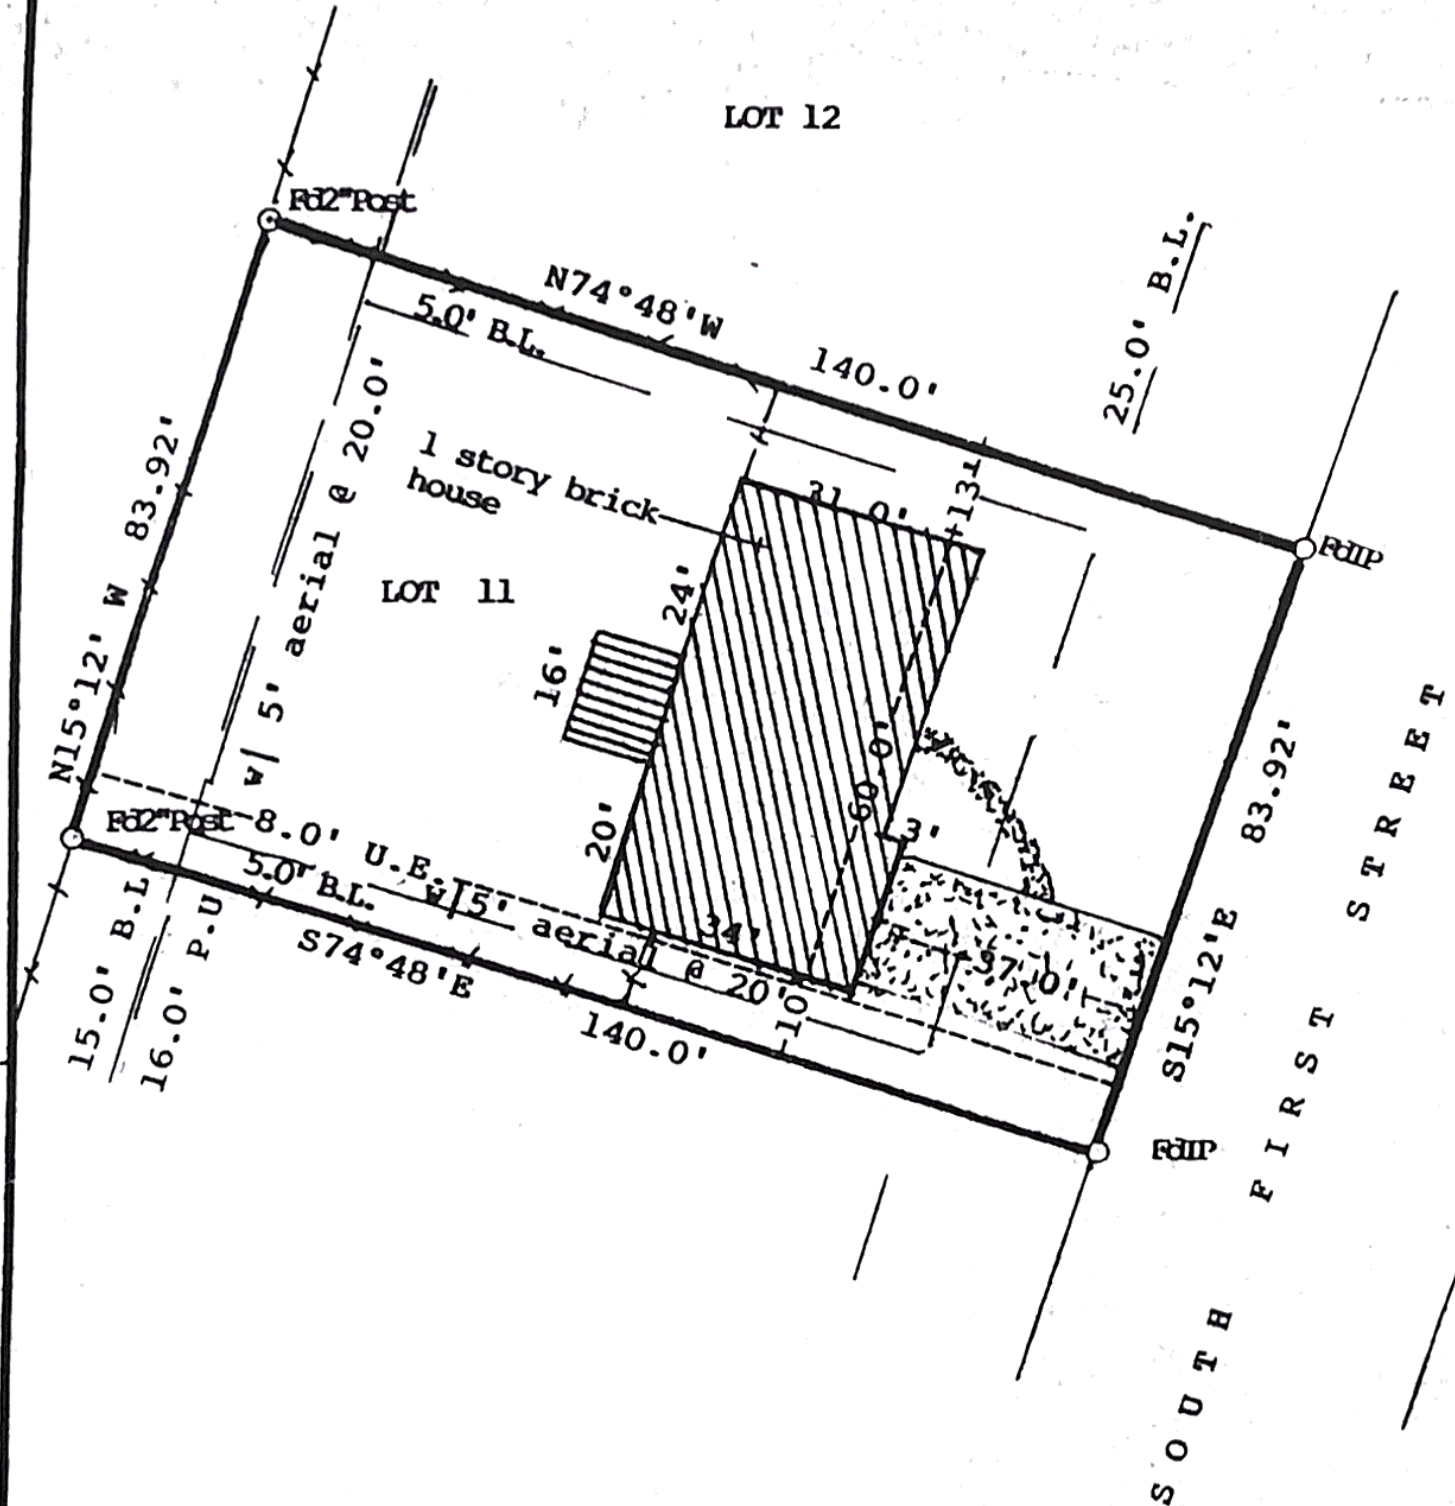 LOT 12
Fd2"Post
N74°48'W 140.0'
5.0' B.L.
25.0' B.L.
83.92'
N15°12' W
w/ 5' aerial @ 20.0'
1 story brick
house
31.0'
13
FdIP
LOT 11
24'
16'
20'
60.0'
3'
34'
37.0'
83.92'
S15°12'E
Fd2"Post
8.0' U.E.
w/5' aerial @ 20'0
5.0' B.L.
S74°48'E
140.0'
10
15.0' B.L
16.0' P.U
FdIP
SOUTH FIRST STREET